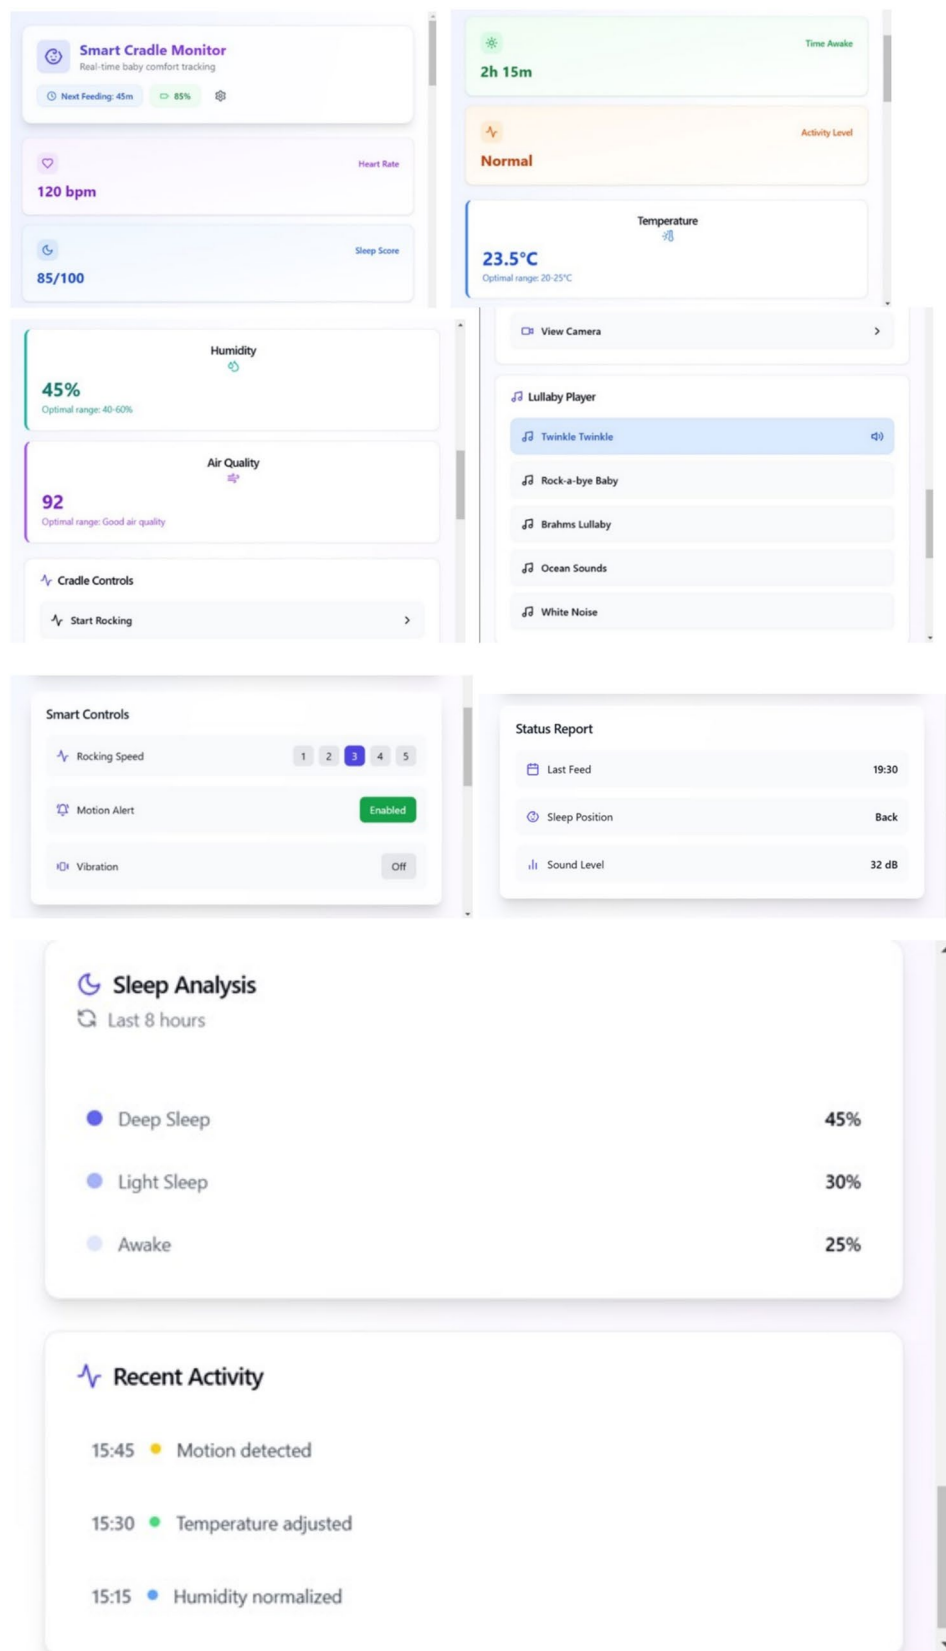 Smart Cradle Monitor
Real-time baby comfort tracking
Next Feeding: 45m
85%
Heart Rate
120 bpm
Sleep Score
85/100
Time Awake
2h 15m
Activity Level
Normal
Temperature
23.5°C
Optimal range: 20-25°C
Humidity
45%
Optimal range: 40-60%
Air Quality
92
Optimal range: Good air quality
Cradle Controls
Start Rocking
View Camera
Lullaby Player
Twinkle Twinkle
Rock-a-bye Baby
Brahms Lullaby
Ocean Sounds
White Noise
Smart Controls
Rocking Speed 1 2 3 4 5
Motion Alert Enabled
Vibration Off
Status Report
Last Feed 19:30
Sleep Position Back
Sound Level 32 dB
Sleep Analysis
Last 8 hours
Deep Sleep 45%
Light Sleep 30%
Awake 25%
Recent Activity
15:45 Motion detected
15:30 Temperature adjusted
15:15 Humidity normalized